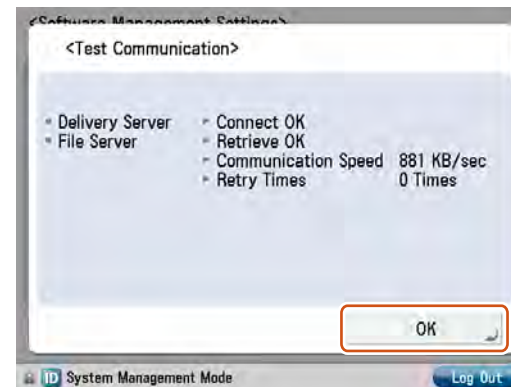 <Software Management Settings>
<Test Communication>
Delivery Server Connect OK
File Server Retrieve OK
Communication Speed 881 KB/sec
Retry Times 0 Times
OK
ID System Management Mode Log Out